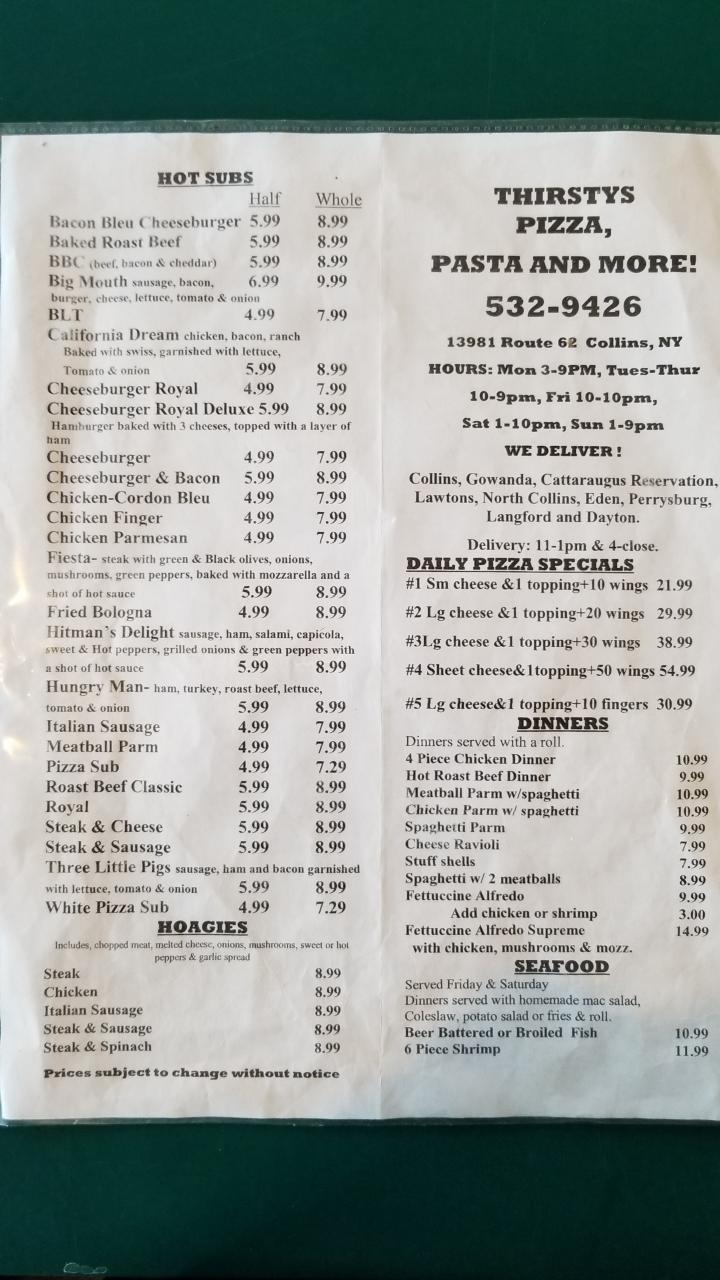 HOT SUBS
Half Whole
Bacon Bleu Cheeseburger 5.99 8.99
Baked Roast Beef 5.99 8.99
BBC (beef, bacon & cheddar) 5.99 8.99
Big Mouth sausage, bacon, 6.99 9.99
burger, cheese, lettuce, tomato & onion
BLT 4.99 7.99
California Dream chicken, bacon, ranch
Baked with swiss, garnished with lettuce,
Tomato & onion 5.99 8.99
Cheeseburger Royal 4.99 7.99
Cheeseburger Royal Deluxe 5.99 8.99
Hamburger baked with 3 cheeses, topped with a layer of
ham
Cheeseburger 4.99 7.99
Cheeseburger & Bacon 5.99 8.99
Chicken-Cordon Bleu 4.99 7.99
Chicken Finger 4.99 7.99
Chicken Parmesan 4.99 7.99
Fiesta- steak with green & Black olives, onions,
mushrooms, green peppers, baked with mozzarella and a
shot of hot sauce 5.99 8.99
Fried Bologna 4.99 8.99
Hitman's Delight sausage, ham, salami, capicola,
sweet & Hot peppers, grilled onions & green peppers with
a shot of hot sauce 5.99 8.99
Hungry Man- ham, turkey, roast beef, lettuce,
tomato & onion 5.99 8.99
Italian Sausage 4.99 7.99
Meatball Parm 4.99 7.99
Pizza Sub 4.99 7.29
Roast Beef Classic 5.99 8.99
Royal 5.99 8.99
Steak & Cheese 5.99 8.99
Steak & Sausage 5.99 8.99
Three Little Pigs sausage, ham and bacon garnished
with lettuce, tomato & onion 5.99 8.99
White Pizza Sub 4.99 7.29
HOAGIES
Includes, chopped meat, melted cheese, onions, mushrooms, sweet or hot
peppers & garlic spread
Steak 8.99
Chicken 8.99
Italian Sausage 8.99
Steak & Sausage 8.99
Steak & Spinach 8.99
Prices subject to change without notice
THIRSTYS
PIZZA,
PASTA AND MORE!
532-9426
13981 Route 62 Collins, NY
HOURS: Mon 3-9PM, Tues-Thur
10-9pm, Fri 10-10pm,
Sat 1-10pm, Sun 1-9pm
WE DELIVER !
Collins, Gowanda, Cattaraugus Reservation,
Lawtons, North Collins, Eden, Perrysburg,
Langford and Dayton.
Delivery: 11-1pm & 4-close.
DAILY PIZZA SPECIALS
#1 Sm cheese &1 topping+10 wings 21.99
#2 Lg cheese &1 topping+20 wings 29.99
#3Lg cheese &1 topping+30 wings 38.99
#4 Sheet cheese&1topping+50 wings 54.99
#5 Lg cheese&1 topping+10 fingers 30.99
DINNERS
Dinners served with a roll.
4 Piece Chicken Dinner 10.99
Hot Roast Beef Dinner 9.99
Meatball Parm w/spaghetti 10.99
Chicken Parm w/ spaghetti 10.99
Spaghetti Parm 9.99
Cheese Ravioli 7.99
Stuff shells 7.99
Spaghetti w/ 2 meatballs 8.99
Fettuccine Alfredo 9.99
Add chicken or shrimp 3.00
Fettuccine Alfredo Supreme 14.99
with chicken, mushrooms & mozz.
SEAFOOD
Served Friday & Saturday
Dinners served with homemade mac salad,
Coleslaw, potato salad or fries & roll.
Beer Battered or Broiled Fish 10.99
6 Piece Shrimp 11.99